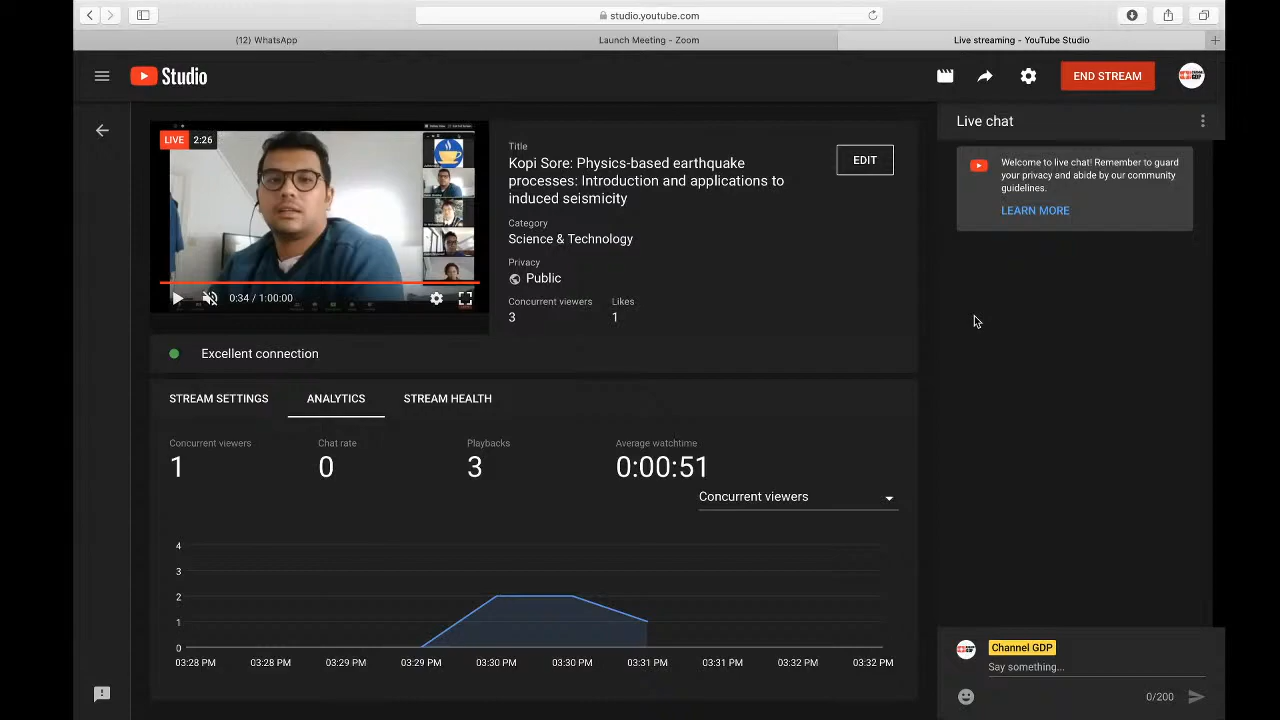 studio.youtube.com
(12) WhatsApp
Launch Meeting - Zoom
Live streaming - YouTube Studio
Studio
END STREAM
LIVE 2:26
0:34 / 1:00:00
Title
Kopi Sore: Physics-based earthquake
processes: Introduction and applications to
induced seismicity
EDIT
Category
Science & Technology
Privacy
Public
Concurrent viewers Likes
3 1
Excellent connection
STREAM SETTINGS ANALYTICS STREAM HEALTH
Concurrent viewers Chat rate Playbacks Average watchtime
1 0 3 0:00:51
Concurrent viewers
4
3
2
1
0
03:28 PM 03:28 PM 03:29 PM 03:29 PM 03:30 PM 03:30 PM 03:31 PM 03:31 PM 03:32 PM 03:32 PM
Live chat
Welcome to live chat! Remember to guard
your privacy and abide by our community
guidelines.
LEARN MORE
Channel GDP
Say something...
0/200